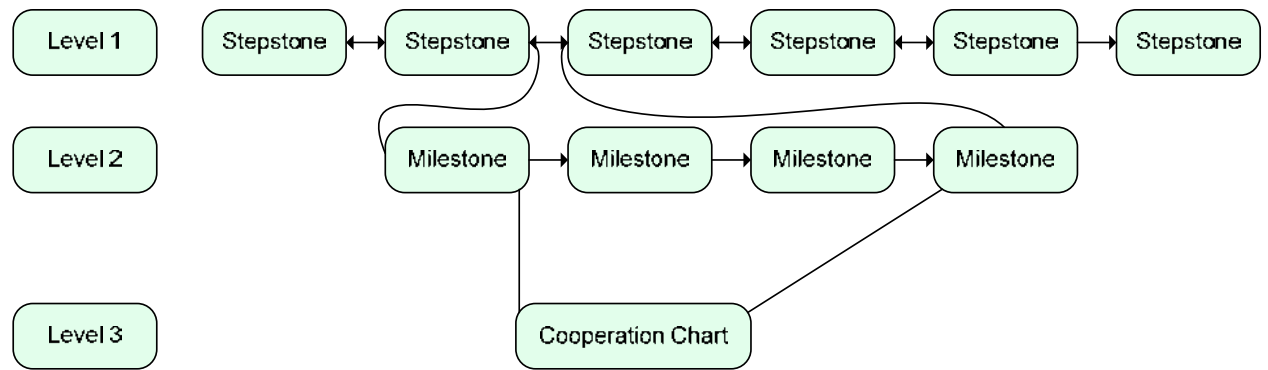 Level 1
Stepstone
Stepstone
Stepstone
Stepstone
Stepstone
Stepstone
Level 2
Milestone
Milestone
Milestone
Milestone
Level 3
Cooperation Chart